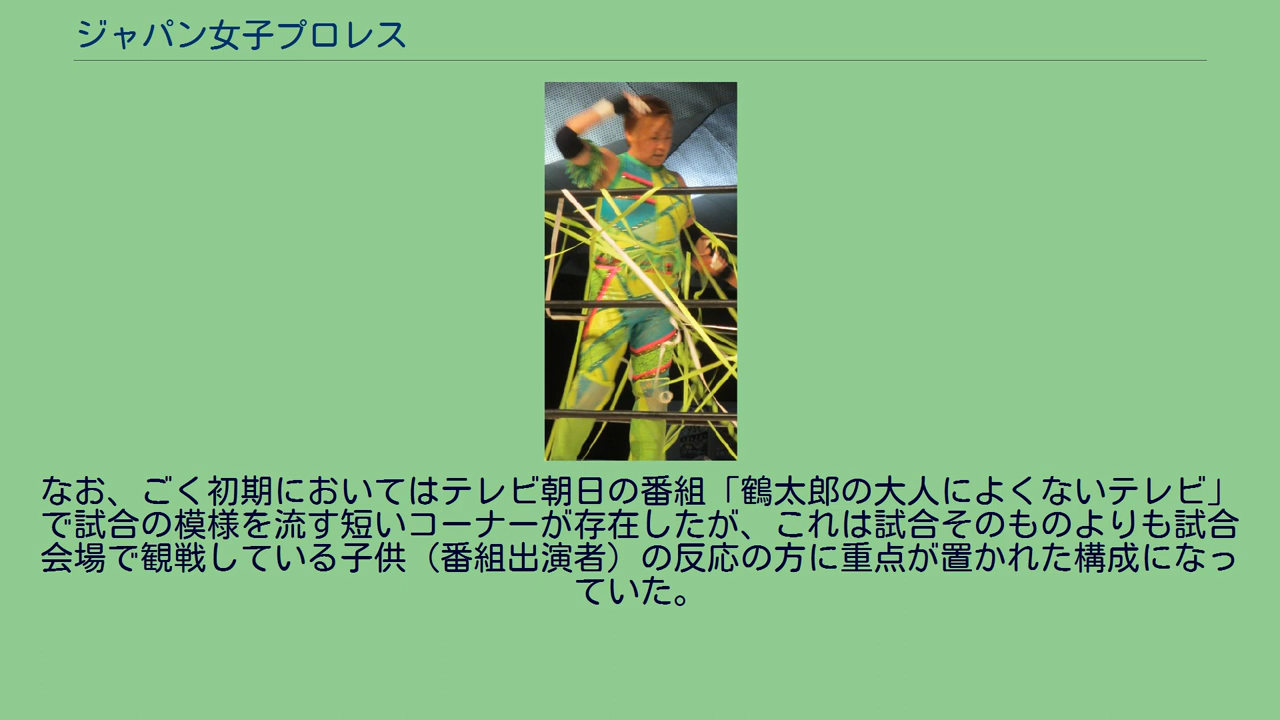 ジャパン女子プロレス
なお、ごく初期においてはテレビ朝日の番組「鶴太郎の大人によくないテレビ」
で試合の模様を流す短いコーナーが存在したが、これは試合そのものよりも試合
会場で観戦している子供（番組出演者）の反応の方に重点が置かれた構成になっ
ていた。